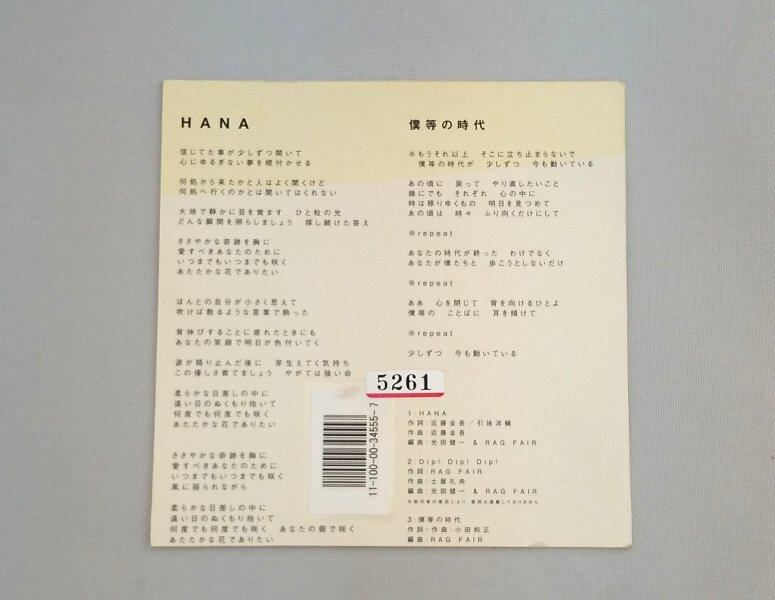 HANA
信じてた事が少しずつ開いて
心にゆるぎない夢を根付かせる
何処から来たかと人はよく聞くけど
何処へ行くのかとは聞いてはくれない
大地で静かに目を覚ます ひと粒の光
どんな瞬間を照らしましょう 探し続けた答え
ささやかな奇跡を胸に
愛すべきあなたのために
いつまでもいつまでも咲く
あたたかな花でありたい
ほんとの自分が小さく思えて
吹けば散るような言葉で飾った
背伸びすることに疲れたときにも
あなたの笑顔で明日が色付いてく
涙が降り止んだ後に 芽生えてく気持ち
この優しさ育てましょう やがては強い命
柔らかな日差しの中に
遠い日のぬくもり抱いて
何度でも何度でも咲く
あたたかな花でありたい
ささやかな奇跡を胸に
愛すべきあなたのために
いつまでもいつまでも咲く
風に揺られながら
柔らかな日差しの中に
遠い日のぬくもり抱いて
何度でも何度でも咲く あなたの側で咲く
あたたかな花でありたい
僕等の時代
※もうそれ以上 そこに立ち止まらないで
僕等の時代が 少しずつ 今も動いている
あの頃に 戻って やり直したいこと
誰にでも それぞれ 心の中に
時は移りゆくもの 明日を見つめて
あの頃は 時々 ふり向くだけにして
※repeat
あなたの時代が終った わけでなく
あなたが僕たちと 歩こうとしないだけ
※repeat
ああ 心を閉じて 背を向けるひとよ
僕等の ことばに 耳を傾けて
※repeat
少しずつ 今も動いている
5261
11-100-00-34555-7
1:HANA
作詞:近藤金吾/引地洋輔
作曲:近藤金吾
編曲:光田健一 & RAG FAIR
2:Dip! Dip! Dip!
作詞:RAG FAIR
作曲:土屋礼央
編曲:光田健一 & RAG FAIR
※制作者の意図により、歌詞は掲載しておりません
3:僕等の時代
作詞・作曲:小田和正
編曲:RAG FAIR